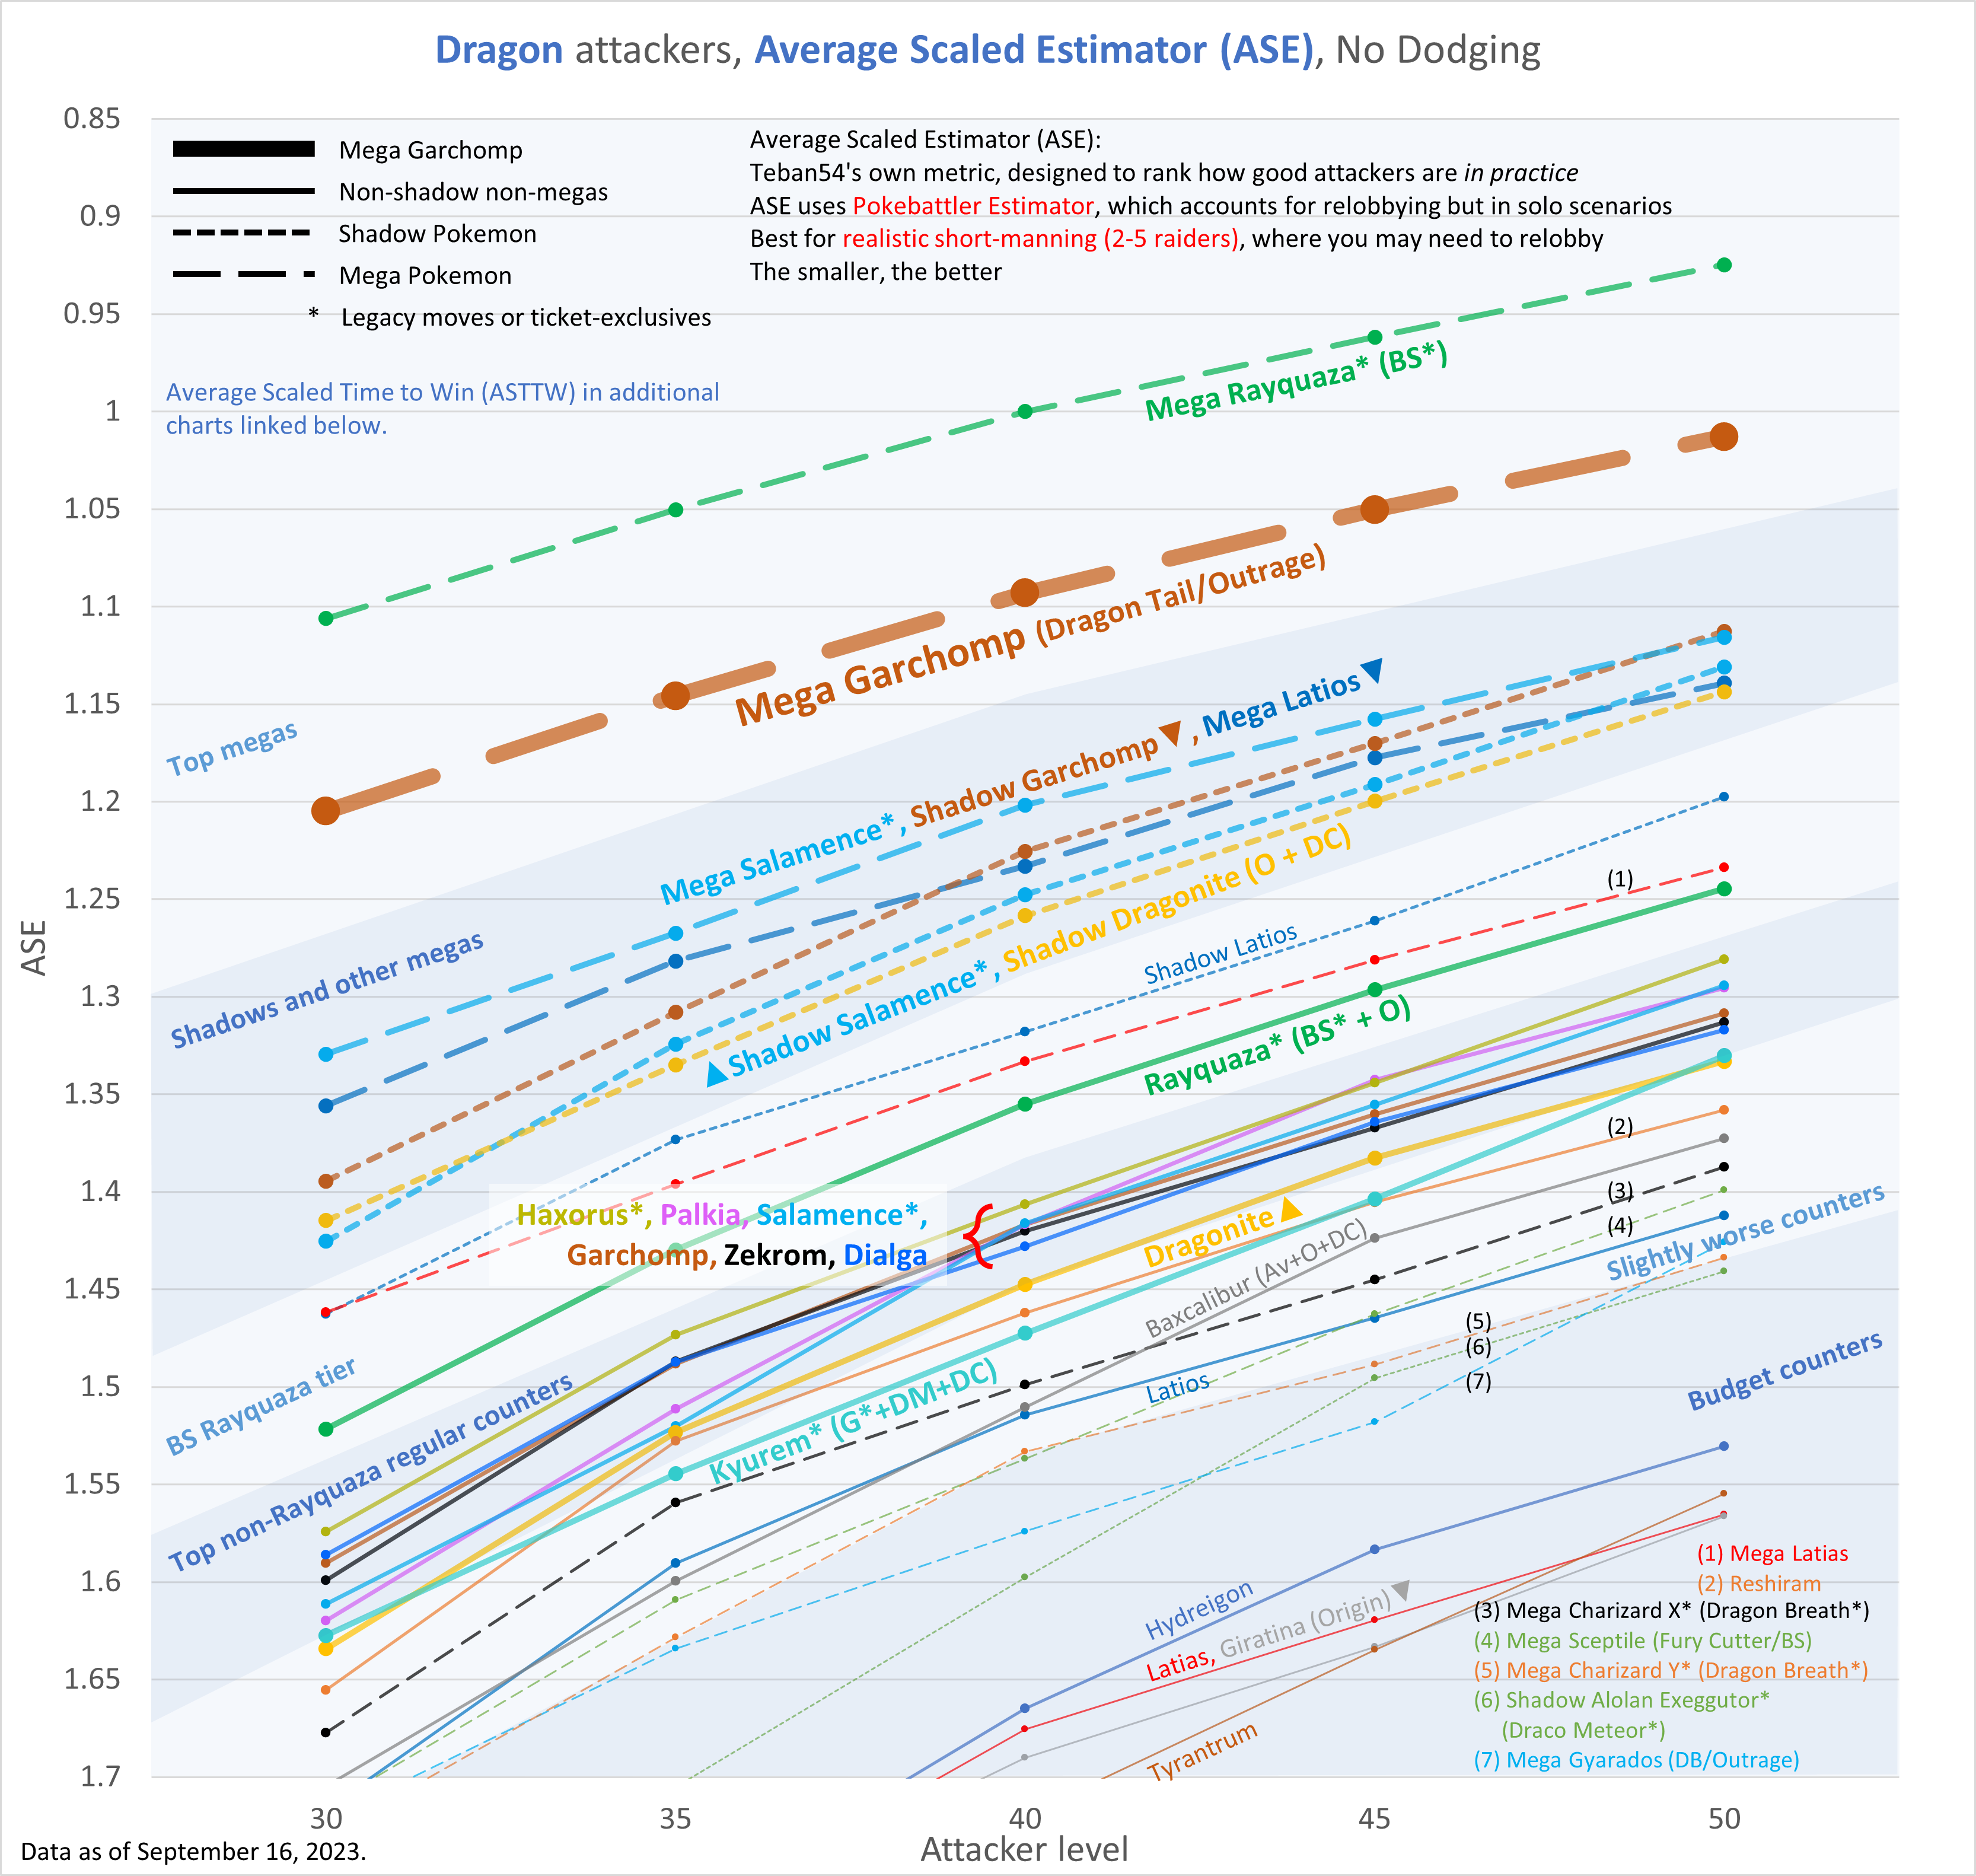 Dragon attackers, Average Scaled Estimator (ASE), No Dodging
0.85
0.9
0.95
1
1.05
1.1
1.15
1.2
1.25
1.3
1.35
1.4
1.45
1.5
1.55
1.6
1.65
1.7
ASE
Mega Garchomp
Non-shadow non-megas
Shadow Pokemon
Mega Pokemon
* Legacy moves or ticket-exclusives
Average Scaled Estimator (ASE):
Teban54's own metric, designed to rank how good attackers are in practice
ASE uses Pokebattler Estimator, which accounts for relobbying but in solo scenarios
Best for realistic short-manning (2-5 raiders), where you may need to relobby
The smaller, the better
Average Scaled Time to Win (ASTTW) in additional
charts linked below.
Mega Rayquaza* (BS*)
Mega Garchomp (Dragon Tail/Outrage)
Top megas
Mega Salamence*, Shadow Garchomp▼, Mega Latios▼
Shadows and other megas
▲Shadow Salamence*, Shadow Dragonite (O + DC)
Shadow Latios
(1)
Rayquaza* (BS* + O)
BS Rayquaza tier
Haxorus*, Palkia, Salamence*,
Garchomp, Zekrom, Dialga
{
Dragonite▲
(2)
Baxcalibur (Av+O+DC)
(3)
(4)
Slightly worse counters
Top non-Rayquaza regular counters
Kyurem* (G*+DM+DC)
Latios
(5)
(6)
(7)
Budget counters
Hydreigon
Latias, Giratina (Origin)▼
Tyrantrum
(1) Mega Latias
(2) Reshiram
(3) Mega Charizard X* (Dragon Breath*)
(4) Mega Sceptile (Fury Cutter/BS)
(5) Mega Charizard Y* (Dragon Breath*)
(6) Shadow Alolan Exeggutor*
(Draco Meteor*)
(7) Mega Gyarados (DB/Outrage)
30
35
40
45
50
Attacker level
Data as of September 16, 2023.